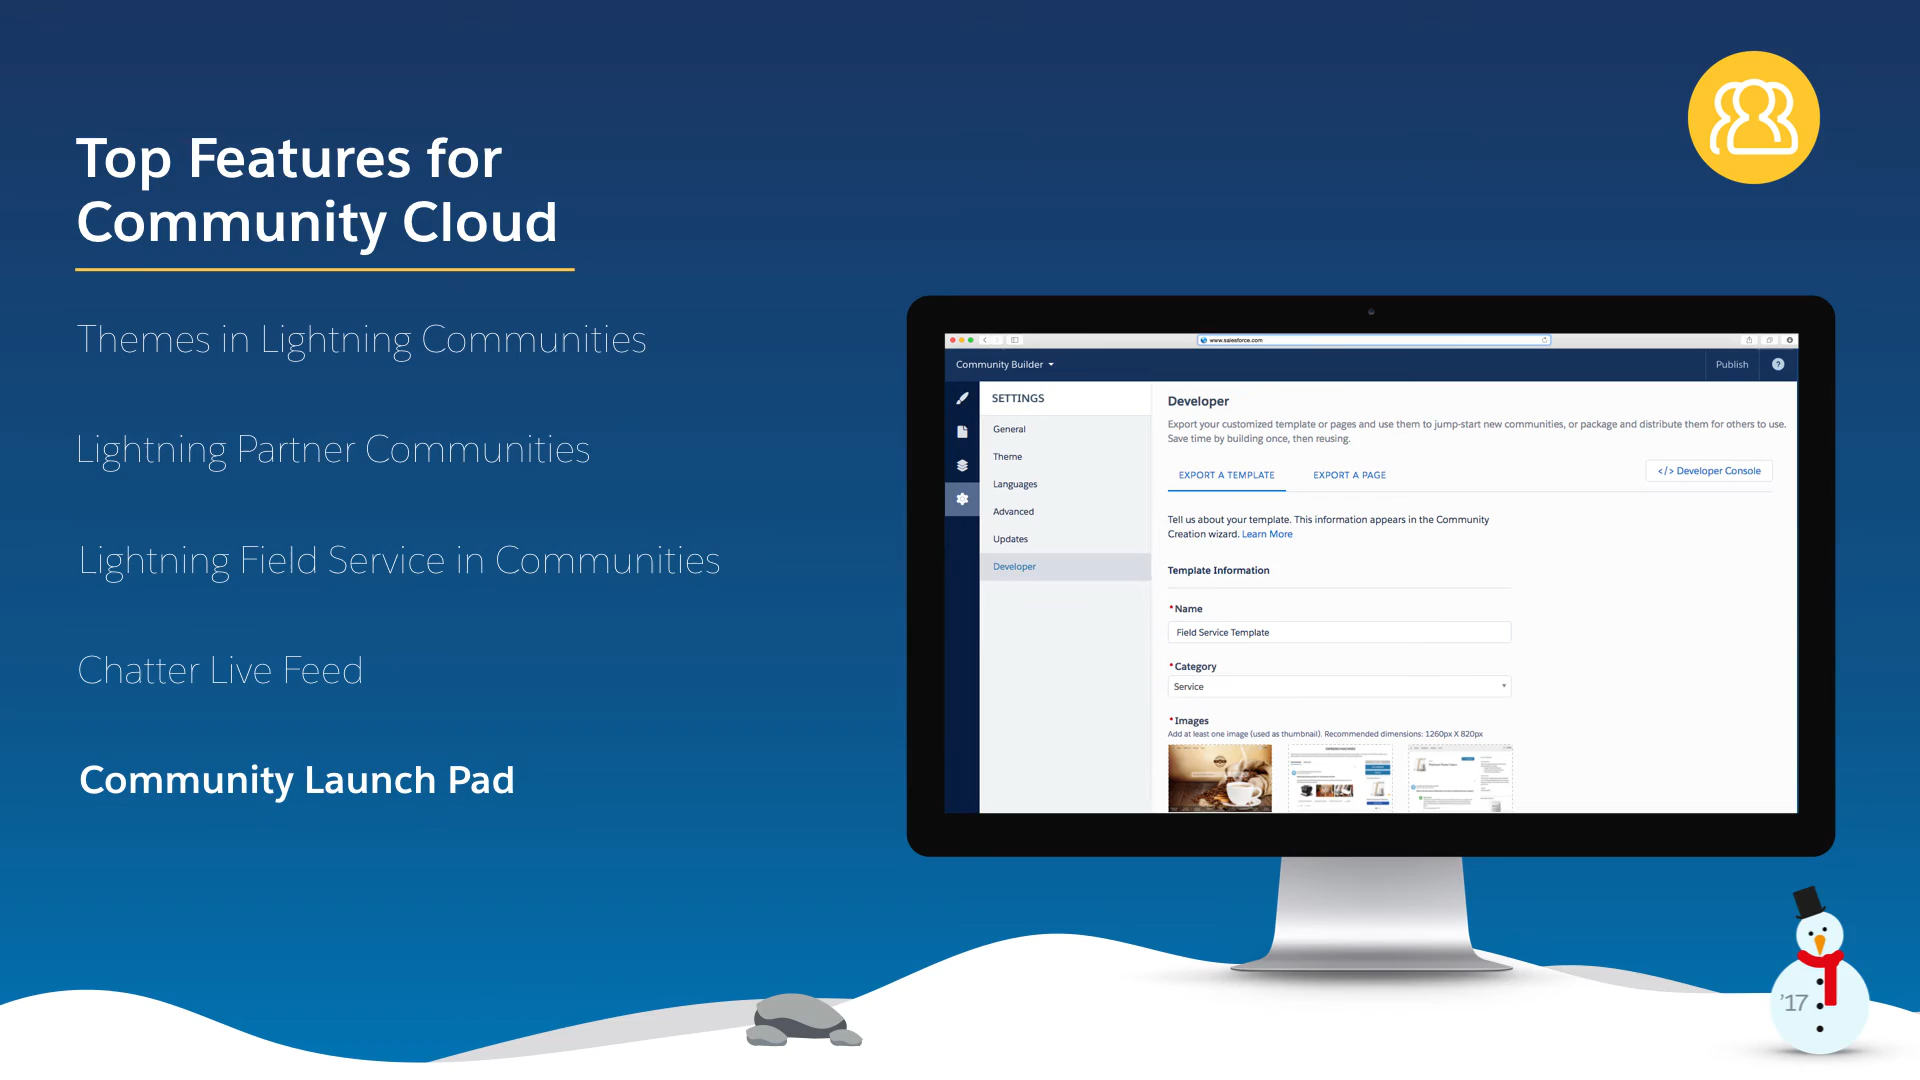 Top Features for
Community Cloud
Themes in Lightning Communities
Lightning Partner Communities
Lightning Field Service in Communities
Chatter Live Feed
Community Launch Pad
www.salesforce.com
Community Builder
Publish
?
SETTINGS
General
Theme
Languages
Advanced
Updates
Developer
Developer
Export your customized template or pages and use them to jump-start new communities, or package and distribute them for others to use.
Save time by building once, then reusing.
EXPORT A TEMPLATE
EXPORT A PAGE
</> Developer Console
Tell us about your template. This information appears in the Community
Creation wizard. Learn More
Template Information
* Name
Field Service Template
* Category
Service
* Images
Add at least one image (used as thumbnail). Recommended dimensions: 1260px X 820px
'17